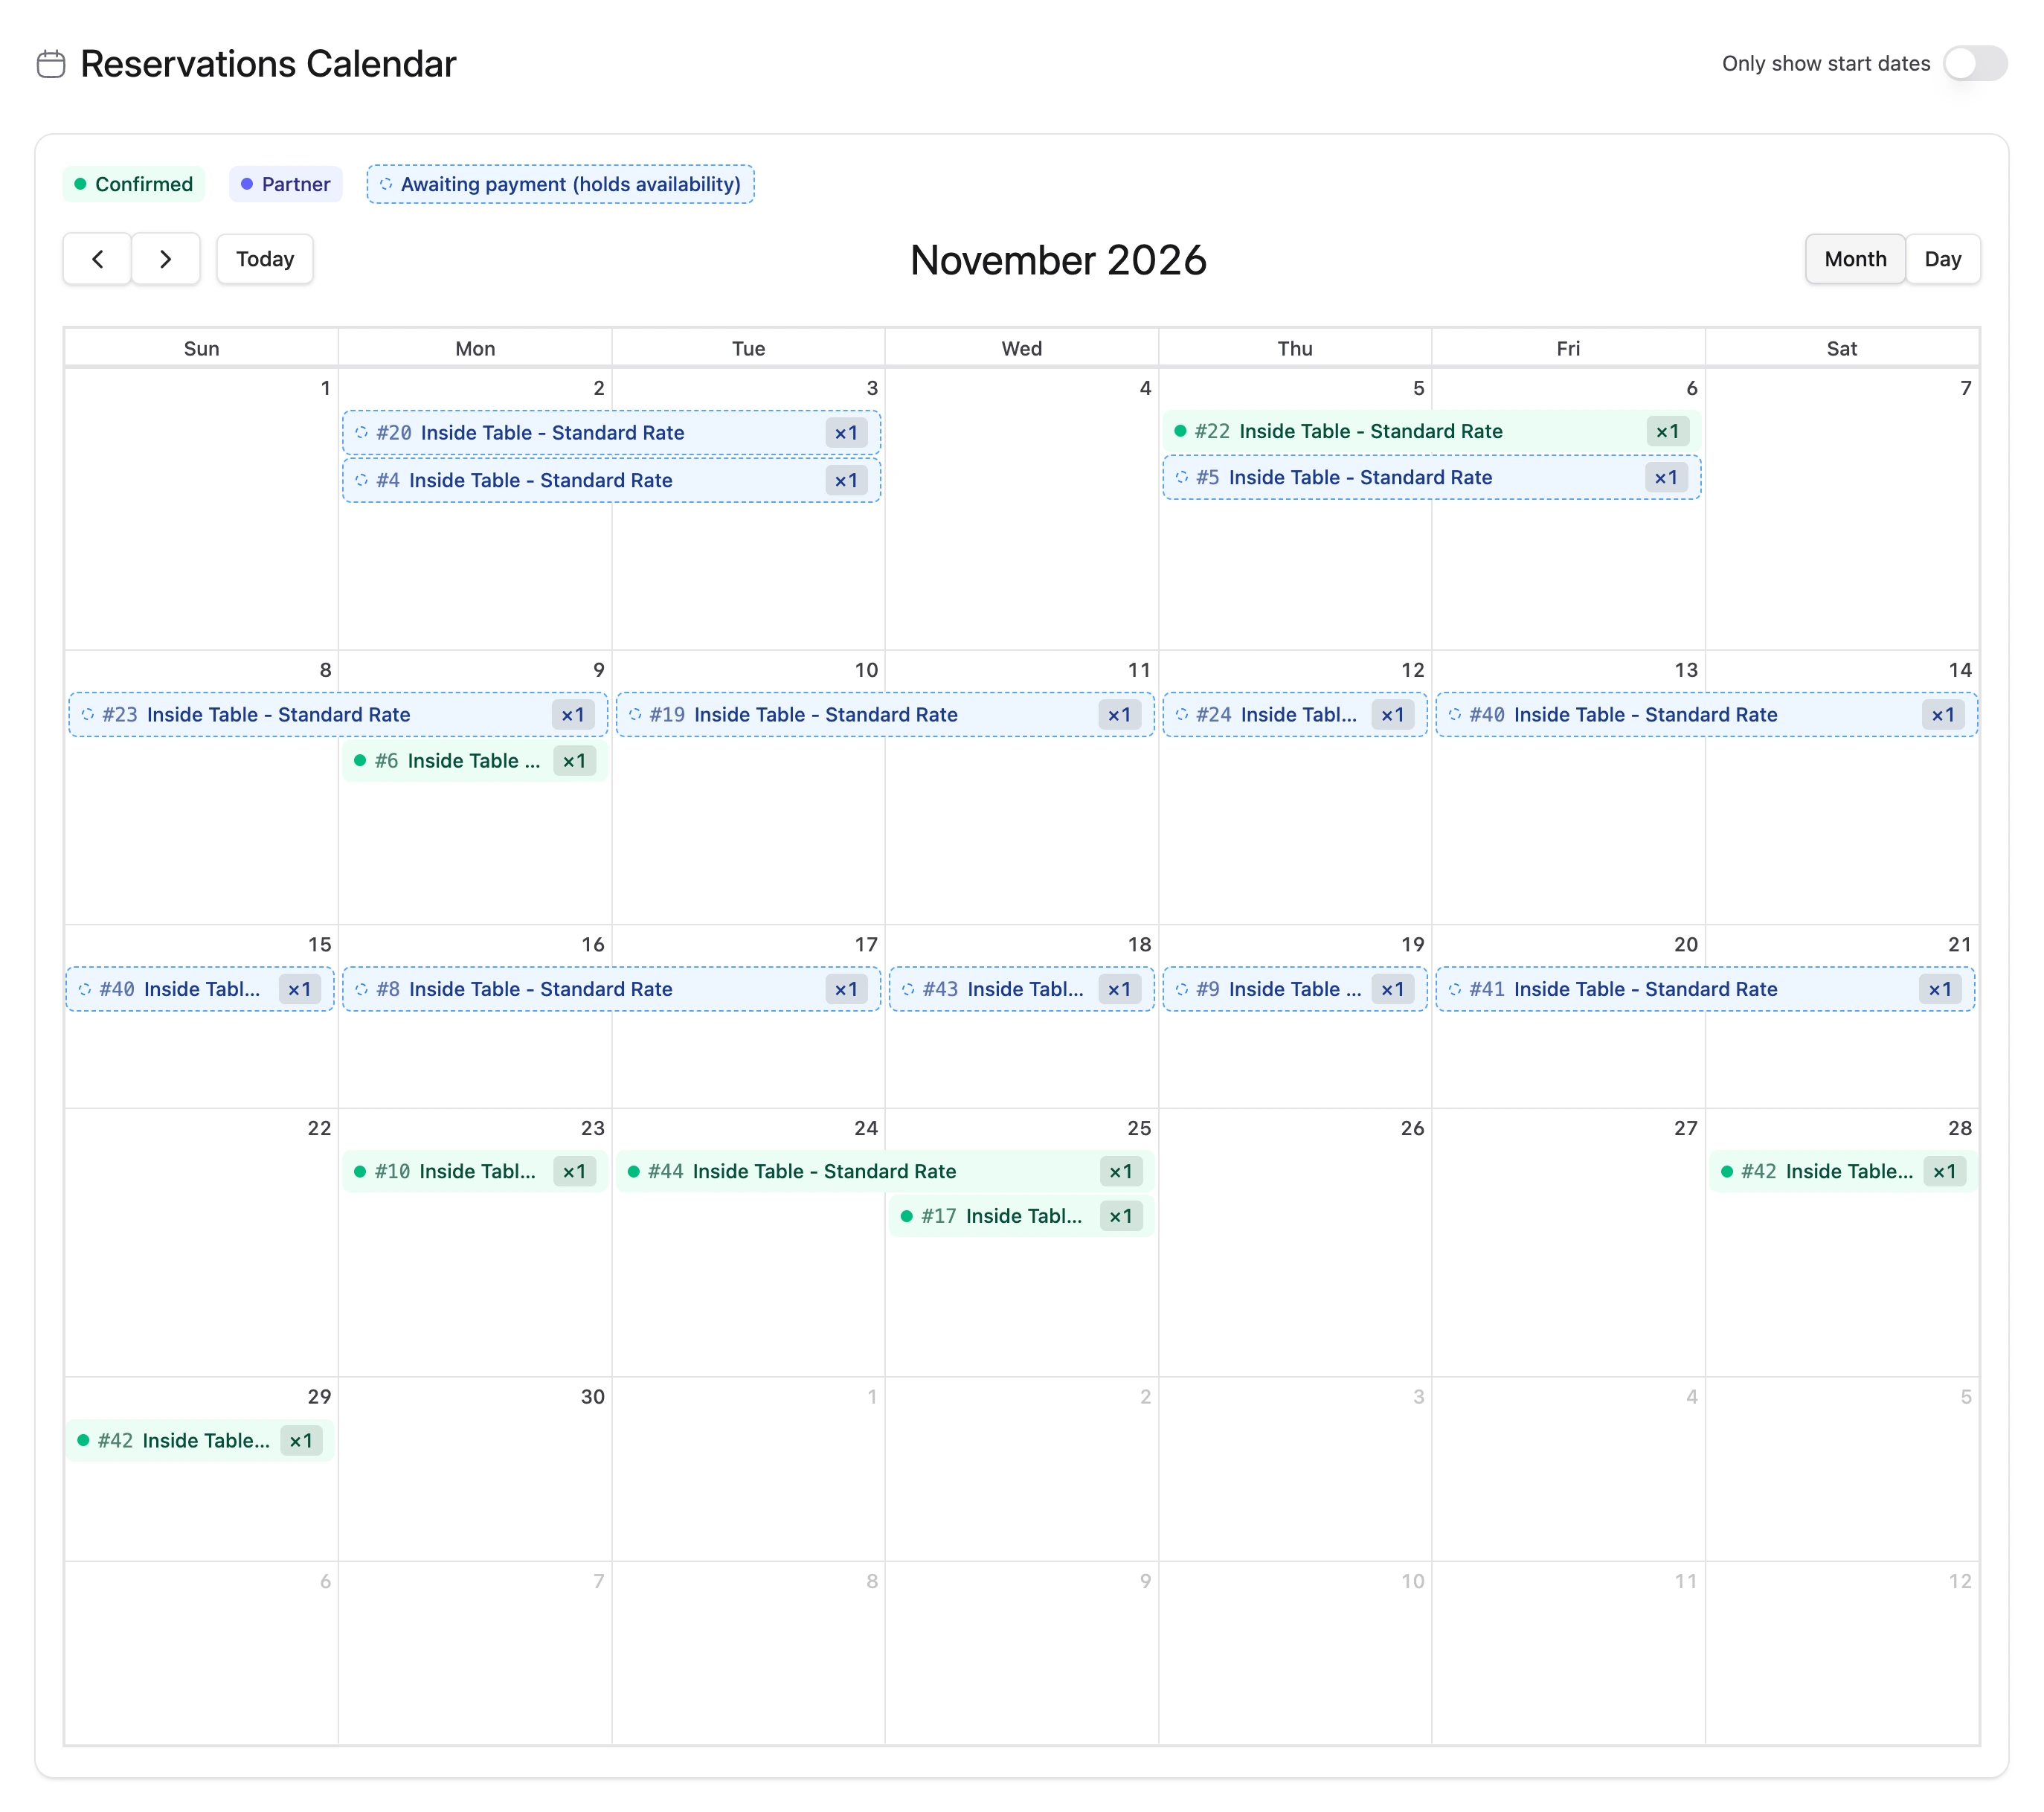 Reservations Calendar
Only show start dates
Confirmed Partner Awaiting payment (holds availability)
Today
November 2026
Month Day
Sun Mon Tue Wed Thu Fri Sat
1 2 3 4 5 6 7
#20 Inside Table - Standard Rate ×1 #22 Inside Table - Standard Rate ×1
#4 Inside Table - Standard Rate ×1 #5 Inside Table - Standard Rate ×1
8 9 10 11 12 13 14
#23 Inside Table - Standard Rate ×1 #19 Inside Table - Standard Rate ×1 #24 Inside Tabl... ×1 #40 Inside Table - Standard Rate ×1
#6 Inside Table ... ×1
15 16 17 18 19 20 21
#40 Inside Tabl... ×1 #8 Inside Table - Standard Rate ×1 #43 Inside Tabl... ×1 #9 Inside Table ... ×1 #41 Inside Table - Standard Rate ×1
22 23 24 25 26 27 28
#10 Inside Tabl... ×1 #44 Inside Table - Standard Rate ×1 #42 Inside Table... ×1
#17 Inside Tabl... ×1
29 30 1 2 3 4 5
#42 Inside Table... ×1
6 7 8 9 10 11 12